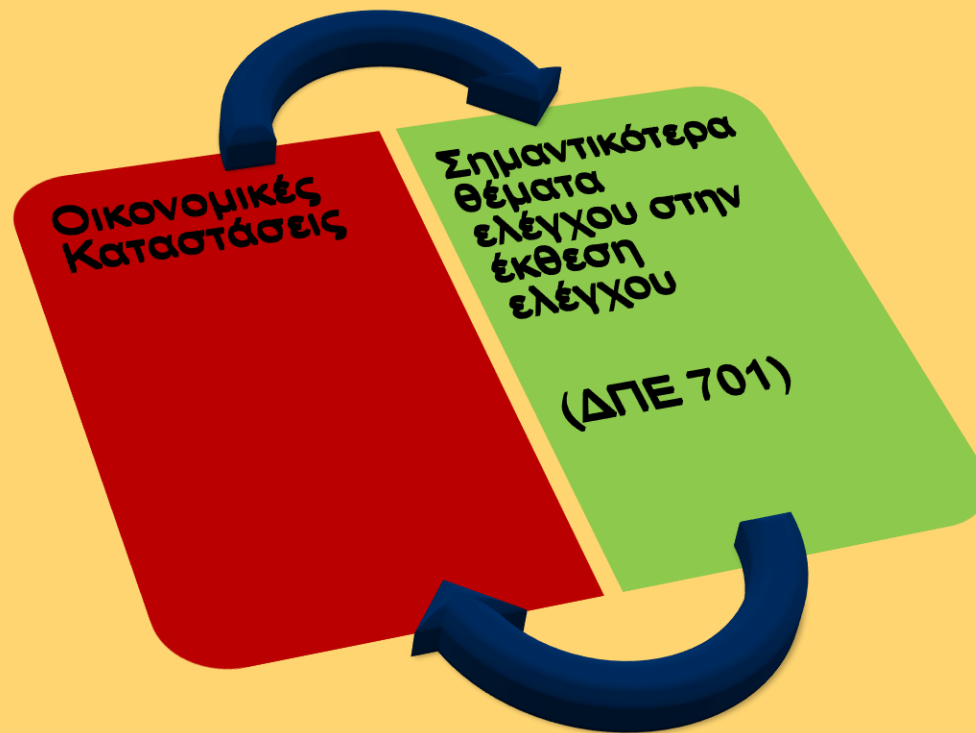 Οικονομικές
Καταστάσεις
Σημαντικότερα
θέματα
ελέγχου στην
έκθεση
ελέγχου
(ΔΠΕ 701)